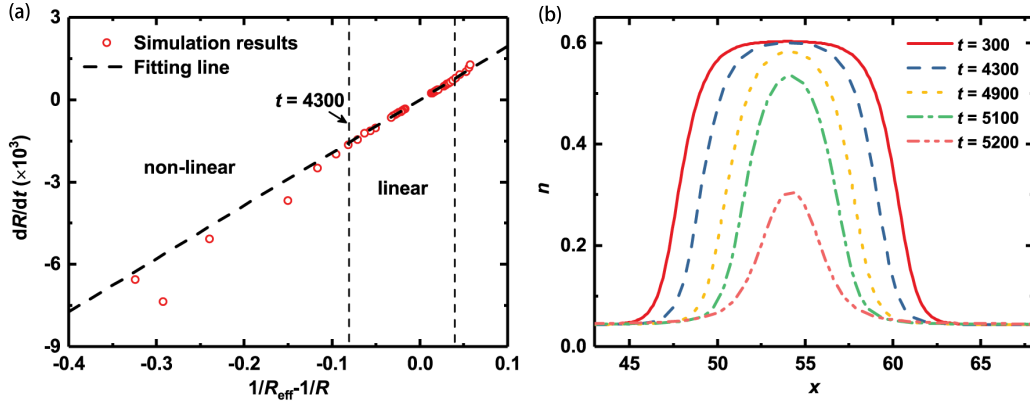 (a)
3
0
-3
-6
-9
dR/dt (×10³)
Simulation results
Fitting line
t = 4300
non-linear
linear
-0.4 -0.3 -0.2 -0.1 0.0 0.1
1/Reff-1/R
(b)
0.6
0.4
0.2
0.0
n
t = 300
t = 4300
t = 4900
t = 5100
t = 5200
45 50 55 60 65
x